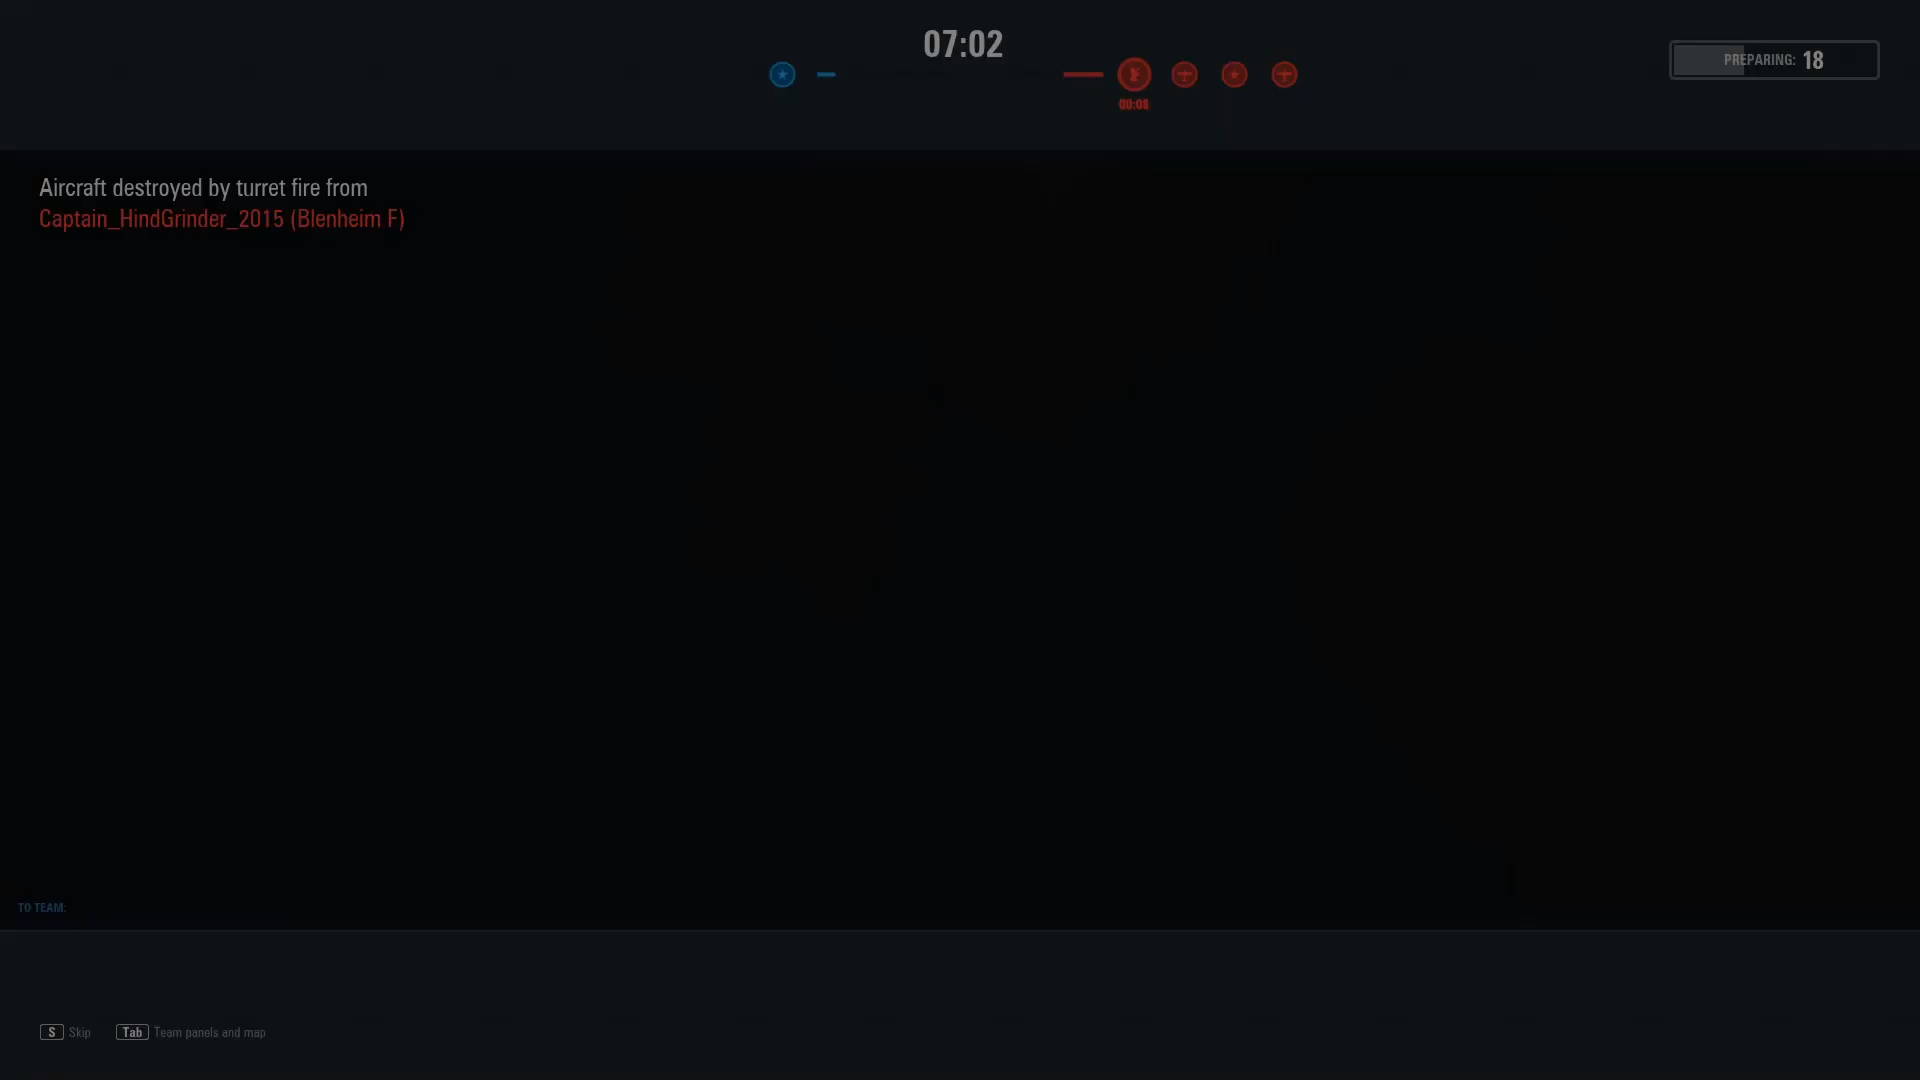 07:02
00:08
PREPARING: 18
Aircraft destroyed by turret fire from
Captain_HindGrinder_2015 (Blenheim F)
TO TEAM:
S Skip Tab Team panels and map